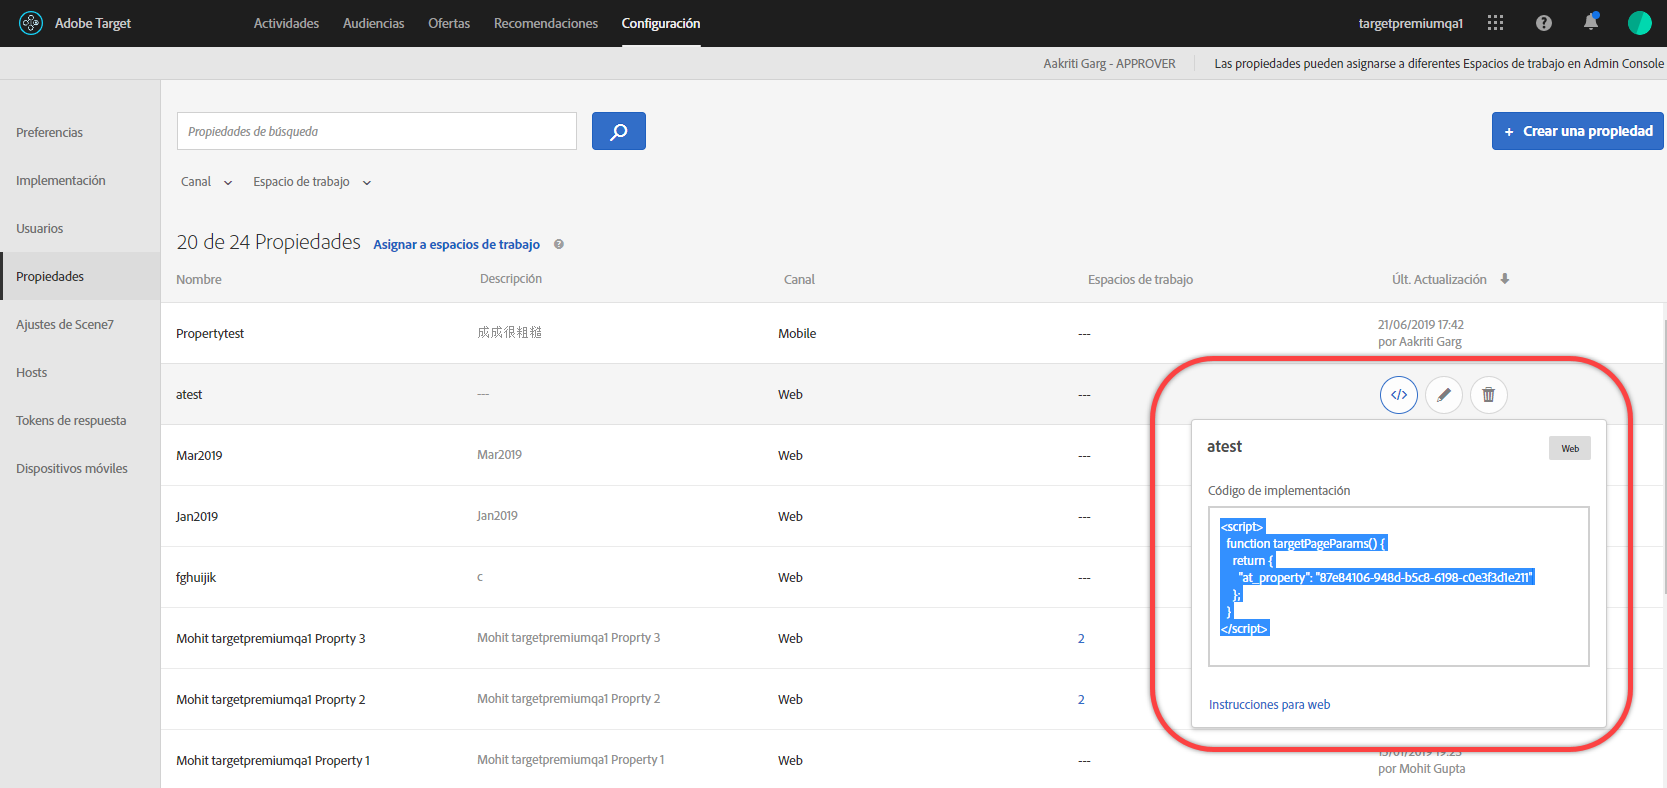 Adobe Target
Actividades
Audiencias
Ofertas
Recomendaciones
Configuración
targetpremiumqa1
Aakriti Garg - APPROVER
Las propiedades pueden asignarse a diferentes Espacios de trabajo en Admin Console
Preferencias
Implementación
Usuarios
Propiedades
Ajustes de Scene7
Hosts
Tokens de respuesta
Dispositivos móviles
Propiedades de búsqueda
+ Crear una propiedad
Canal
Espacio de trabajo
20 de 24 Propiedades
Asignar a espacios de trabajo
Nombre Descripción Canal Espacios de trabajo Últ. Actualización
Propertytest 成成很粗糙 Mobile --- 21/06/2019 17:42
por Aakriti Garg
atest --- Web --- </>
Mar2019 Mar2019 Web ---
Jan2019 Jan2019 Web ---
fghuijik c Web ---
Mohit targetpremiumqa1 Proprty 3 Mohit targetpremiumqa1 Proprty 3 Web 2
Mohit targetpremiumqa1 Proprty 2 Mohit targetpremiumqa1 Proprty 2 Web 2
Mohit targetpremiumqa1 Property 1 Mohit targetpremiumqa1 Property 1 Web ---
por Mohit Gupta
atest
Web
Código de implementación
<script>
function targetPageParams() {
return {
"at_property": "87e84106-948d-b5c8-6198-c0e3f3d1e211"
};
}
</script>
Instrucciones para web